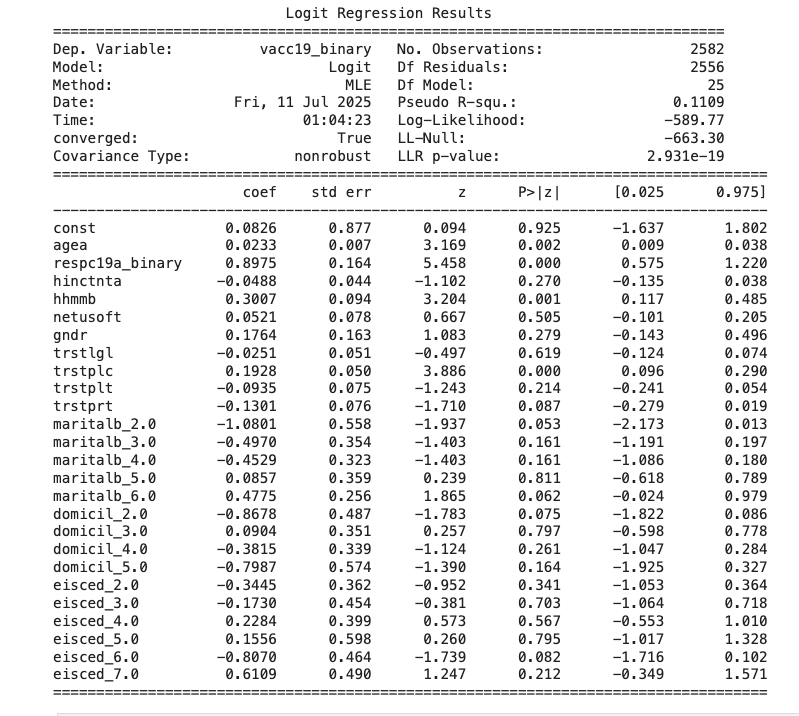 Logit Regression Results
==============================================================================
Dep. Variable: vacc19_binary No. Observations: 2582
Model: Logit Df Residuals: 2556
Method: MLE Df Model: 25
Date: Fri, 11 Jul 2025 Pseudo R-squ.: 0.1109
Time: 01:04:23 Log-Likelihood: -589.77
converged: True LL-Null: -663.30
Covariance Type: nonrobust LLR p-value: 2.931e-19
===================================================================================
coef std err z P>|z| [0.025 0.975]
-----------------------------------------------------------------------------------
const 0.0826 0.877 0.094 0.925 -1.637 1.802
agea 0.0233 0.007 3.169 0.002 0.009 0.038
respc19a_binary 0.8975 0.164 5.458 0.000 0.575 1.220
hinctnta -0.0488 0.044 -1.102 0.270 -0.135 0.038
hhmmb 0.3007 0.094 3.204 0.001 0.117 0.485
netusoft 0.0521 0.078 0.667 0.505 -0.101 0.205
gndr 0.1764 0.163 1.083 0.279 -0.143 0.496
trstlgl -0.0251 0.051 -0.497 0.619 -0.124 0.074
trstplc 0.1928 0.050 3.886 0.000 0.096 0.290
trstplt -0.0935 0.075 -1.243 0.214 -0.241 0.054
trstprt -0.1301 0.076 -1.710 0.087 -0.279 0.019
maritalb_2.0 -1.0801 0.558 -1.937 0.053 -2.173 0.013
maritalb_3.0 -0.4970 0.354 -1.403 0.161 -1.191 0.197
maritalb_4.0 -0.4529 0.323 -1.403 0.161 -1.086 0.180
maritalb_5.0 0.0857 0.359 0.239 0.811 -0.618 0.789
maritalb_6.0 0.4775 0.256 1.865 0.062 -0.024 0.979
domicil_2.0 -0.8678 0.487 -1.783 0.075 -1.822 0.086
domicil_3.0 0.0904 0.351 0.257 0.797 -0.598 0.778
domicil_4.0 -0.3815 0.339 -1.124 0.261 -1.047 0.284
domicil_5.0 -0.7987 0.574 -1.390 0.164 -1.925 0.327
eisced_2.0 -0.3445 0.362 -0.952 0.341 -1.053 0.364
eisced_3.0 -0.1730 0.454 -0.381 0.703 -1.064 0.718
eisced_4.0 0.2284 0.399 0.573 0.567 -0.553 1.010
eisced_5.0 0.1556 0.598 0.260 0.795 -1.017 1.328
eisced_6.0 -0.8070 0.464 -1.739 0.082 -1.716 0.102
eisced_7.0 0.6109 0.490 1.247 0.212 -0.349 1.571
===================================================================================